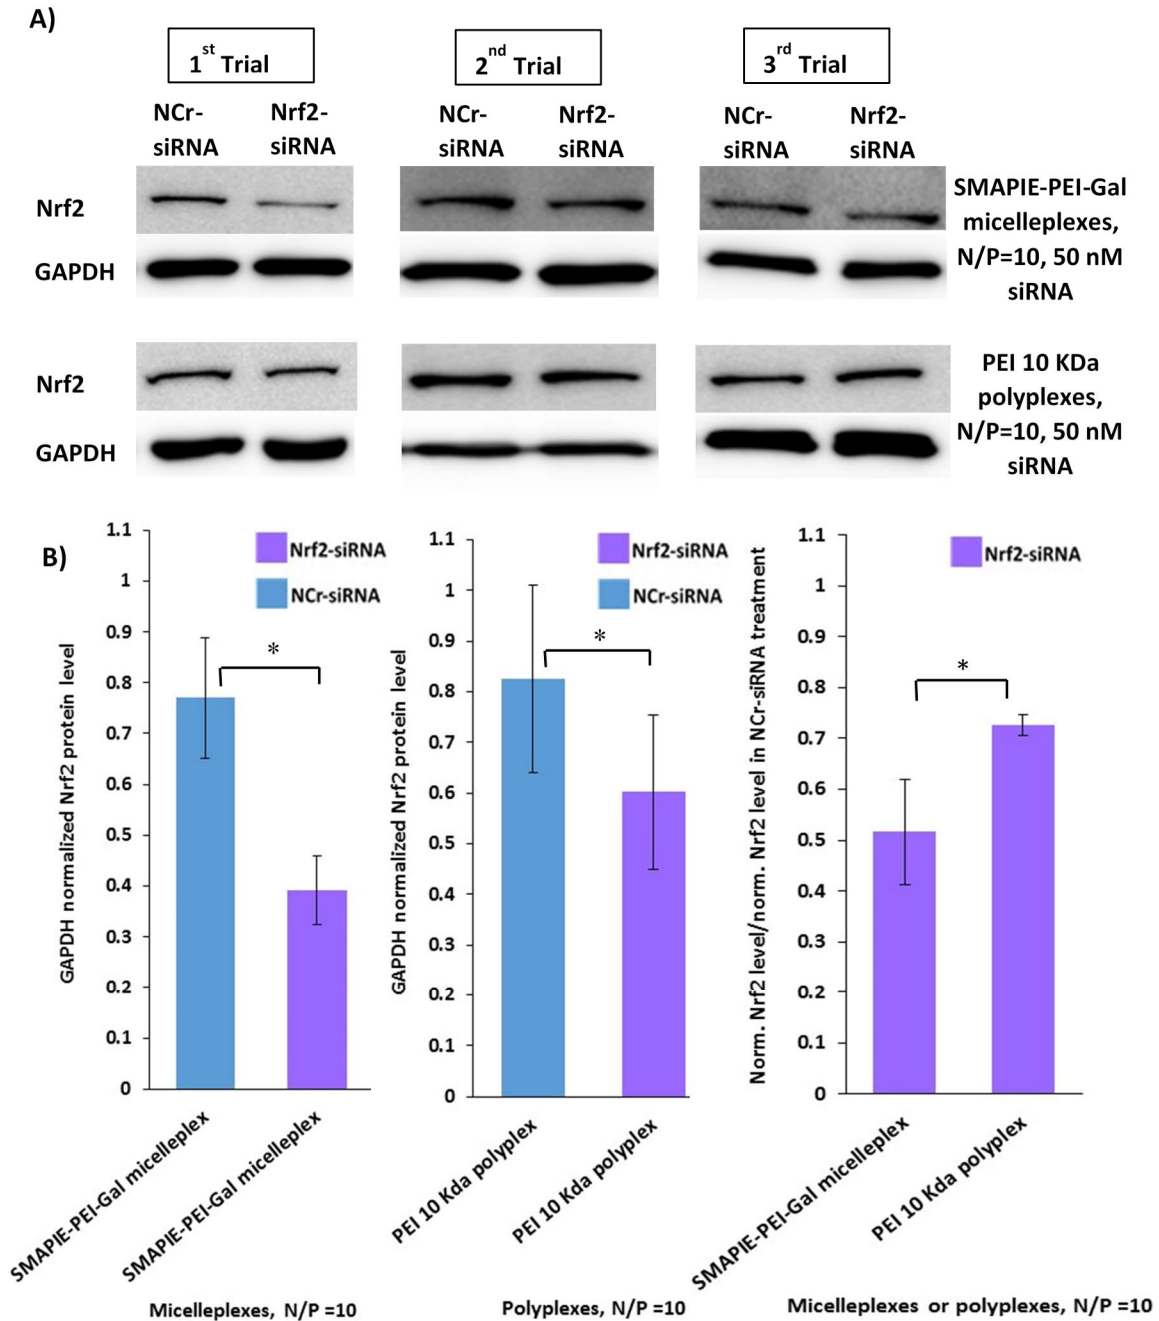 A)
1st Trial
2nd Trial
3rd Trial
NCr-
siRNA
Nrf2-
siRNA
NCr-
siRNA
Nrf2-
siRNA
NCr-
siRNA
Nrf2-
siRNA
Nrf2
GAPDH
SMAPIE-PEI-Gal
micelleplexes,
N/P=10, 50 nM
siRNA
Nrf2
GAPDH
PEI 10 KDa
polyplexes,
N/P=10, 50 nM
siRNA
B)
GAPDH normalized Nrf2 protein level
1.1
1
0.9
0.8
0.7
0.6
0.5
0.4
0.3
0.2
0.1
0
Nrf2-siRNA
NCr-siRNA
*
SMAPIE-PEI-Gal micelleplex
SMAPIE-PEI-Gal micelleplex
Micelleplexes, N/P =10
GAPDH normalized Nrf2 protein level
1.1
1
0.9
0.8
0.7
0.6
0.5
0.4
0.3
0.2
0.1
0
Nrf2-siRNA
NCr-siRNA
*
PEI 10 Kda polyplex
PEI 10 Kda polyplex
Polyplexes, N/P =10
Norm. Nrf2 level/norm. Nrf2 level in NCr-siRNA treatment
1.1
1
0.9
0.8
0.7
0.6
0.5
0.4
0.3
0.2
0.1
0
Nrf2-siRNA
*
SMAPIE-PEI-Gal micelleplex
PEI 10 Kda polyplex
Micelleplexes or polyplexes, N/P =10